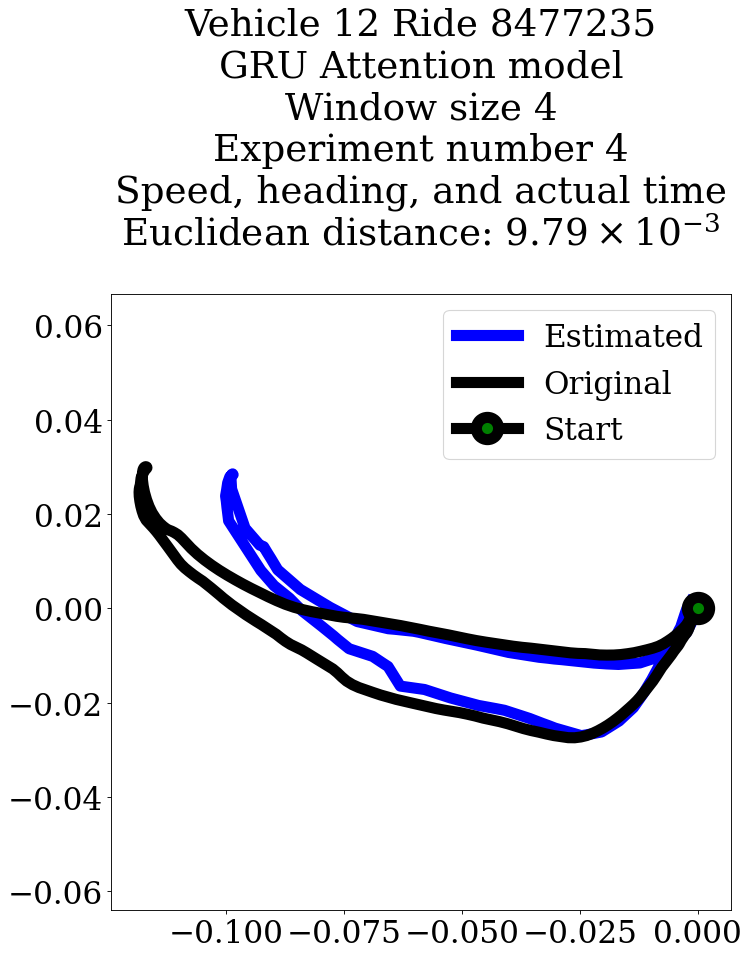 Vehicle 12 Ride 8477235
GRU Attention model
Window size 4
Experiment number 4
Speed, heading, and actual time
Euclidean distance: 9.79 × 10⁻³
Estimated
Original
Start
0.06
0.04
0.02
0.00
−0.02
−0.04
−0.06
−0.100 −0.075 −0.050 −0.025 0.000